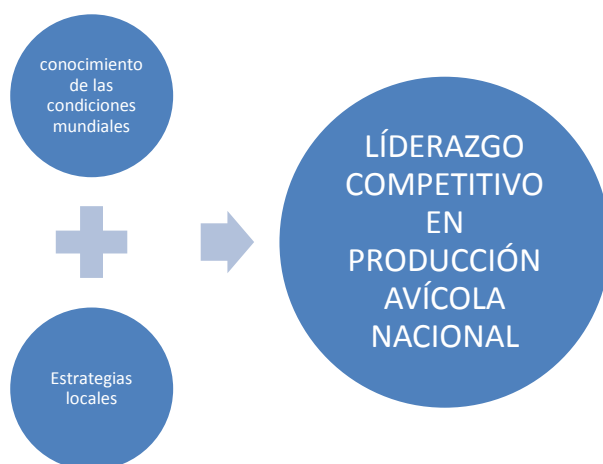 conocimiento
de las
condiciones
mundiales
Estrategias
locales
LÍDERAZGO
COMPETITIVO
EN
PRODUCCIÓN
AVÍCOLA
NACIONAL